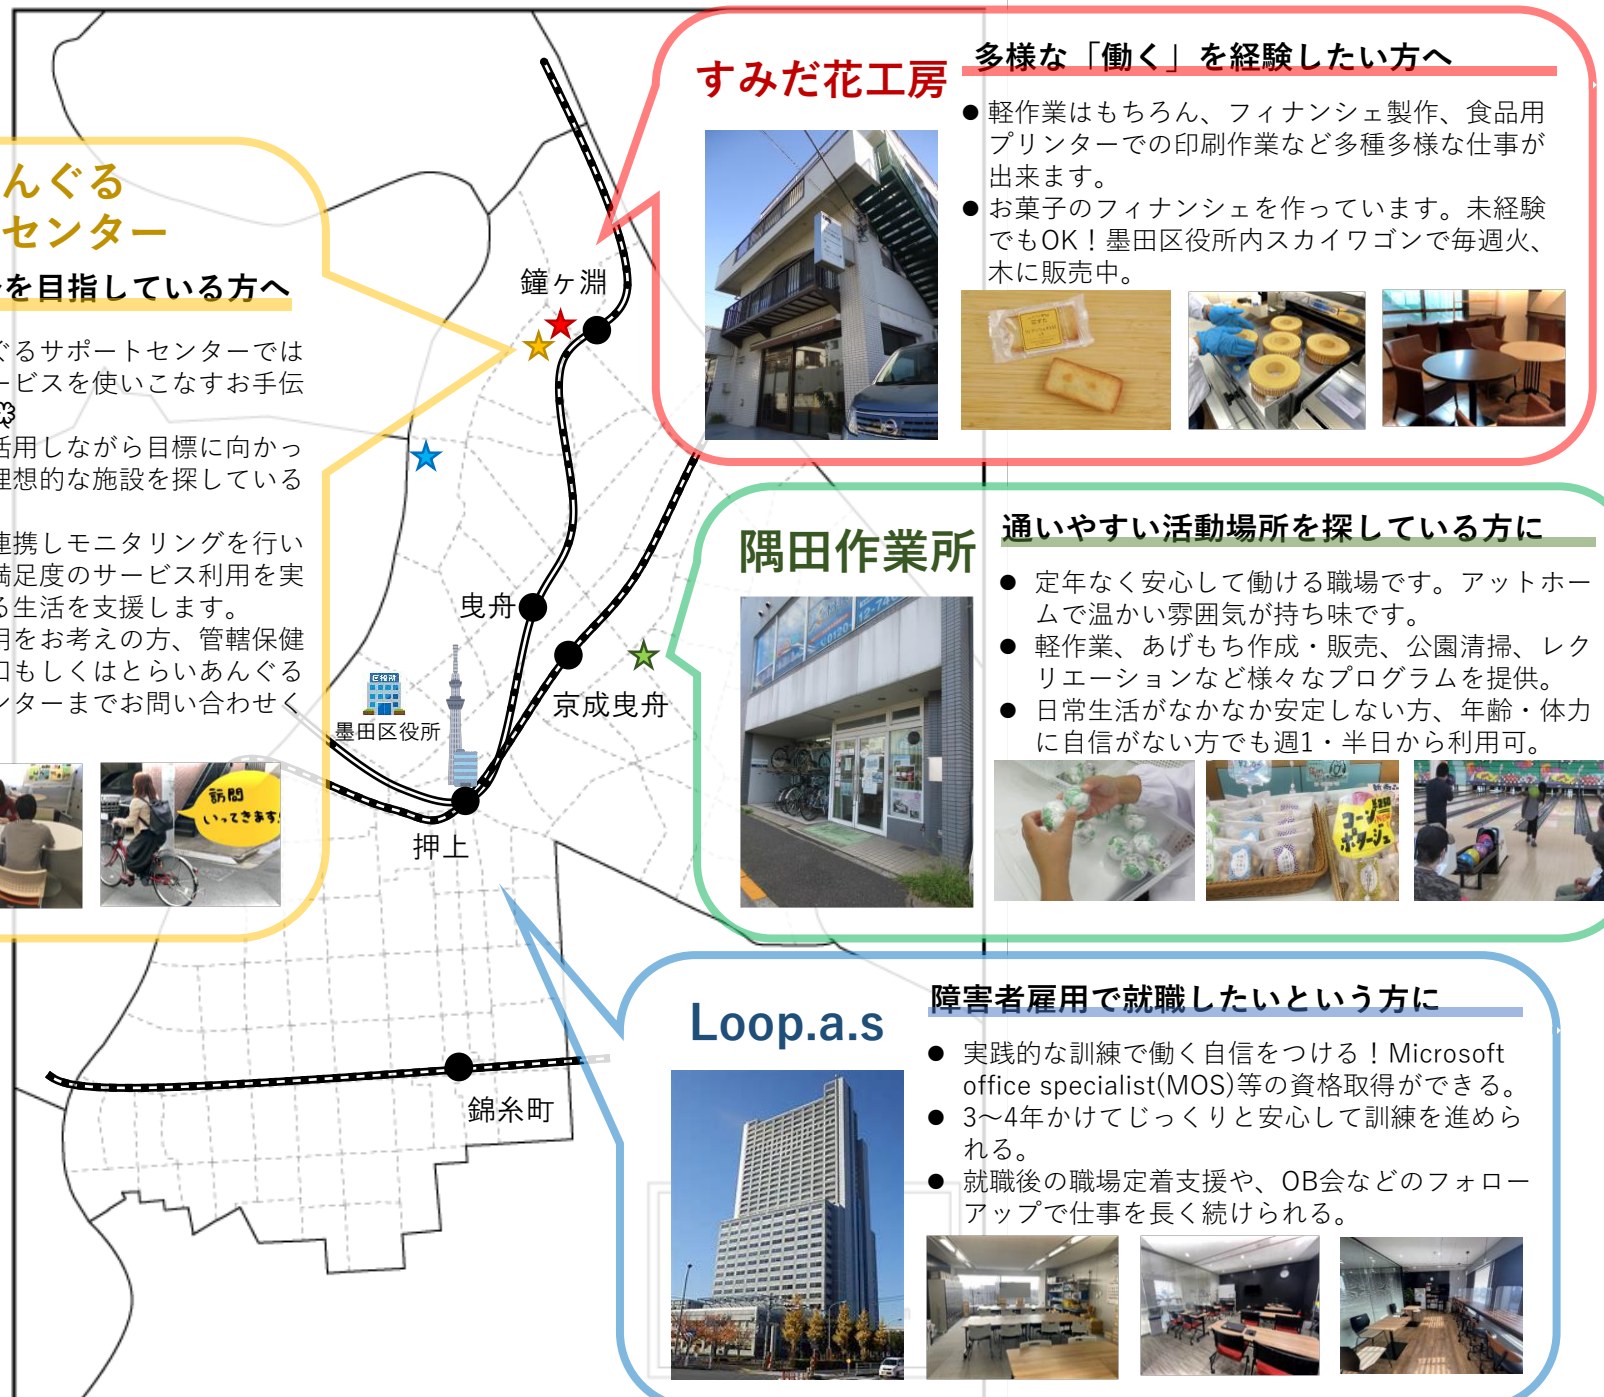 すみだ花工房
多様な「働く」を経験したい方へ
● 軽作業はもちろん、フィナンシェ製作、食品用
プリンターでの印刷作業など多種多様な仕事が
出来ます。
● お菓子のフィナンシェを作っています。未経験
でもOK！墨田区役所内スカイワゴンで毎週火、
木に販売中。
んぐる
センター
を目指している方へ
ぐるサポートセンターでは
ービスを使いこなすお手伝
活用しながら目標に向かっ
理想的な施設を探している
連携しモニタリングを行い
満足度のサービス利用を実
る生活を支援します。
用をお考えの方、管轄保健
口もしくはとらいあんぐる
ンターまでお問い合わせく
訪問
いってきます!
鐘ヶ淵
曳舟
京成曳舟
区役所
墨田区役所
押上
錦糸町
隅田作業所
通いやすい活動場所を探している方に
● 定年なく安心して働ける職場です。アットホー
ムで温かい雰囲気が持ち味です。
● 軽作業、あげもち作成・販売、公園清掃、レク
リエーションなど様々なプログラムを提供。
● 日常生活がなかなか安定しない方、年齢・体力
に自信がない方でも週1・半日から利用可。
コーン
ポタージュ
Loop.a.s
障害者雇用で就職したいという方に
● 実践的な訓練で働く自信をつける！Microsoft
office specialist(MOS)等の資格取得ができる。
● 3〜4年かけてじっくりと安心して訓練を進めら
れる。
● 就職後の職場定着支援や、OB会などのフォロー
アップで仕事を長く続けられる。